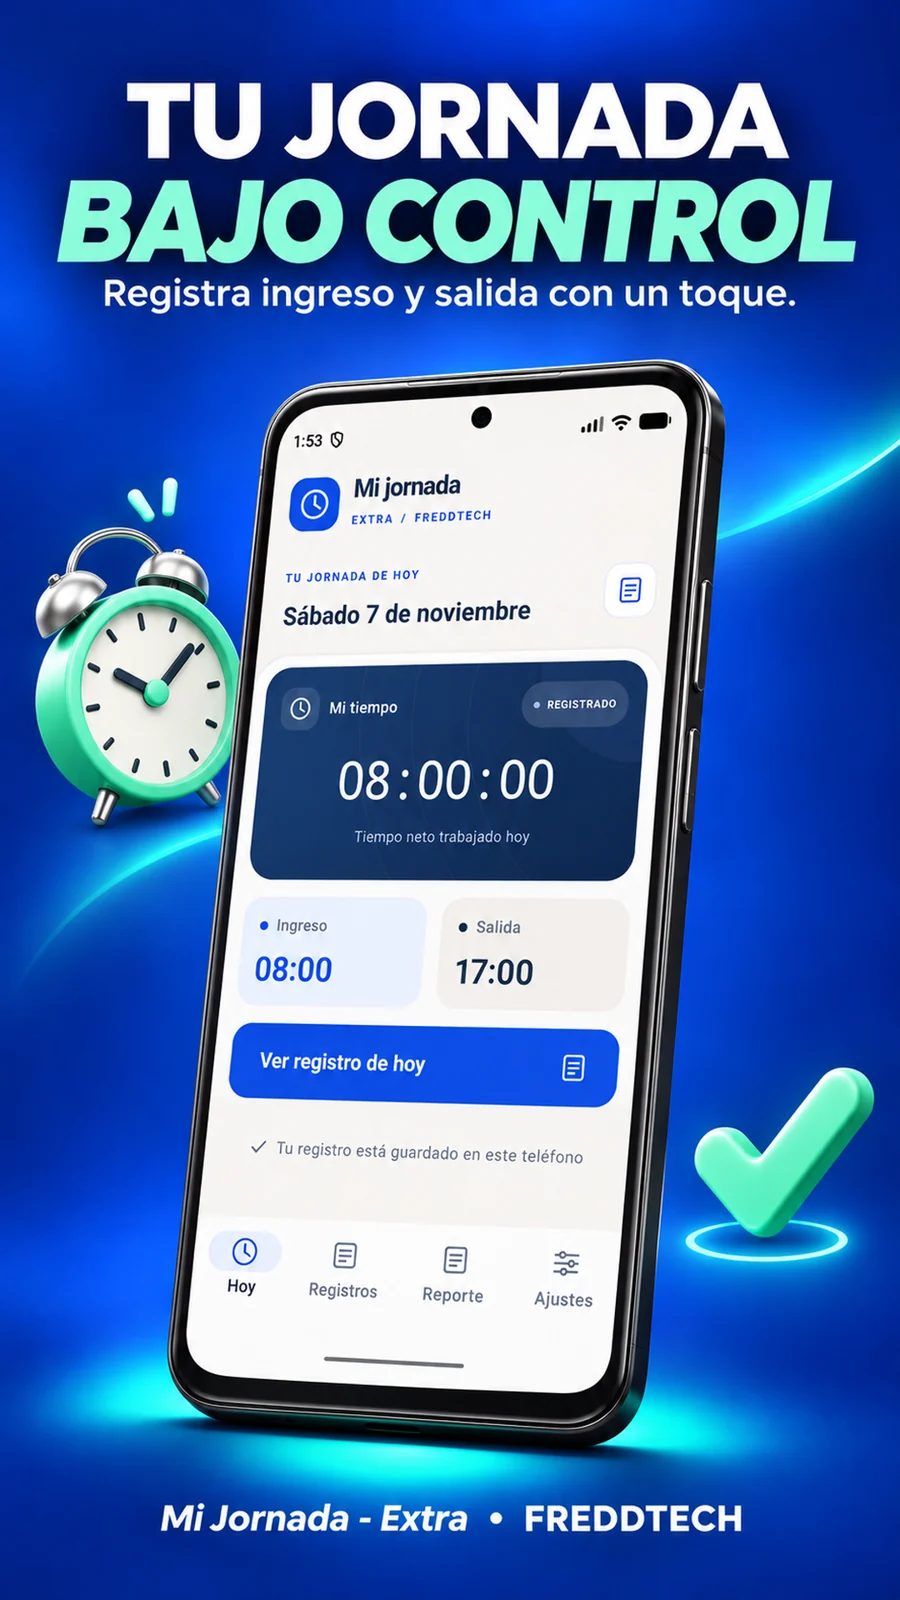 TU JORNADA
BAJO CONTROL
Registra ingreso y salida con un toque.
1:53
Mi jornada
EXTRA / FREDDTECH
TU JORNADA DE HOY
Sábado 7 de noviembre
Mi tiempo
REGISTRADO
08:00:00
Tiempo neto trabajado hoy
Ingreso
Salida
08:00
17:00
Ver registro de hoy
Tu registro está guardado en este teléfono
Hoy
Registros
Reporte
Ajustes
Mi Jornada - Extra • FREDDTECH